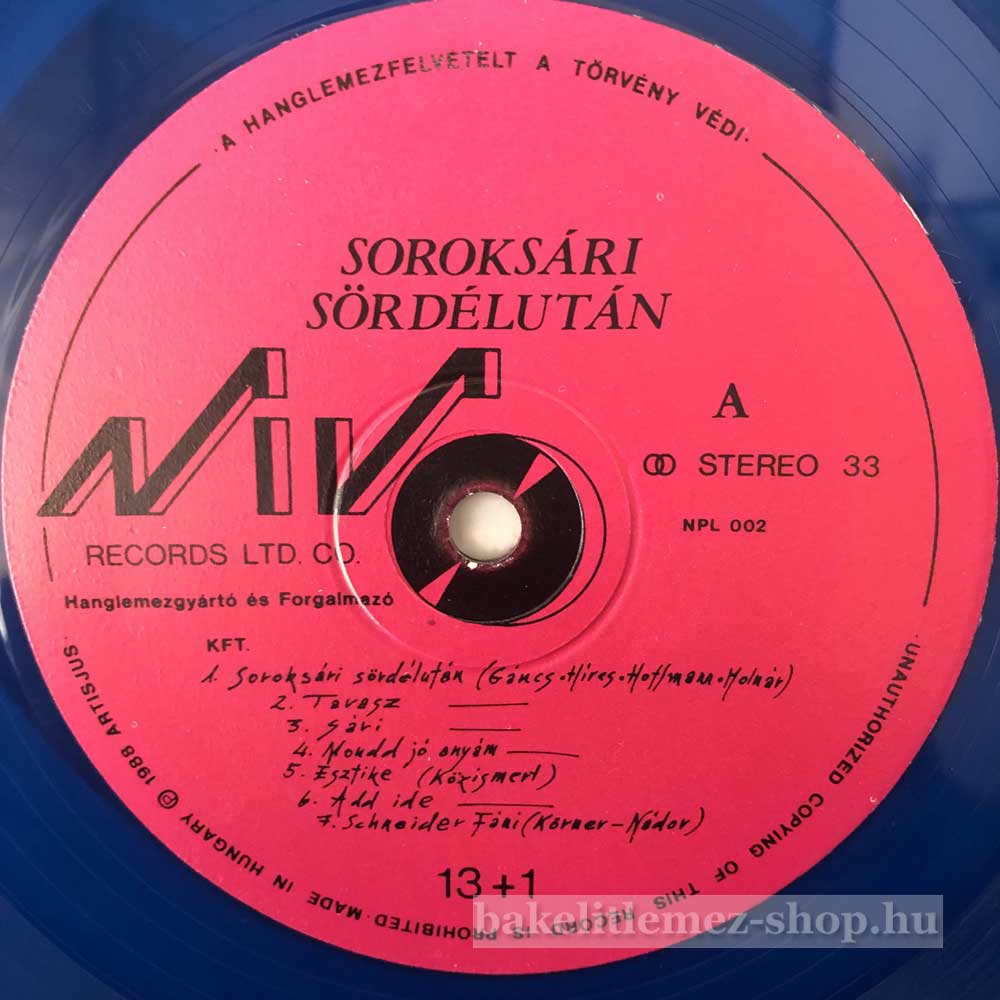 · A HANGLEMEZFELVÉTELT A TÖRVÉNY VÉDI ·
SOROKSÁRI
SÖRDÉLUTÁN
NiVA
A
STEREO 33
NPL 002
RECORDS LTD. CO.
Hanglemezgyártó és Forgalmazó
KFT.
1. Soroksári sördélután (Gáncs·Híres·Hoffmann·Molnár)
2. Tavasz ———
3. Sári ———
4. Mondd jó anyám ———
5. Esztike (Közismert)
6. Add ide ———
7. Schneider Fáni (Körner–Nádor)
13+1
UNAUTHORIZED COPYING OF THIS RECORD IS PROHIBITED · MADE IN HUNGARY ℗ 1988 ARTISJUS ·
bakelitlemez-shop.hu